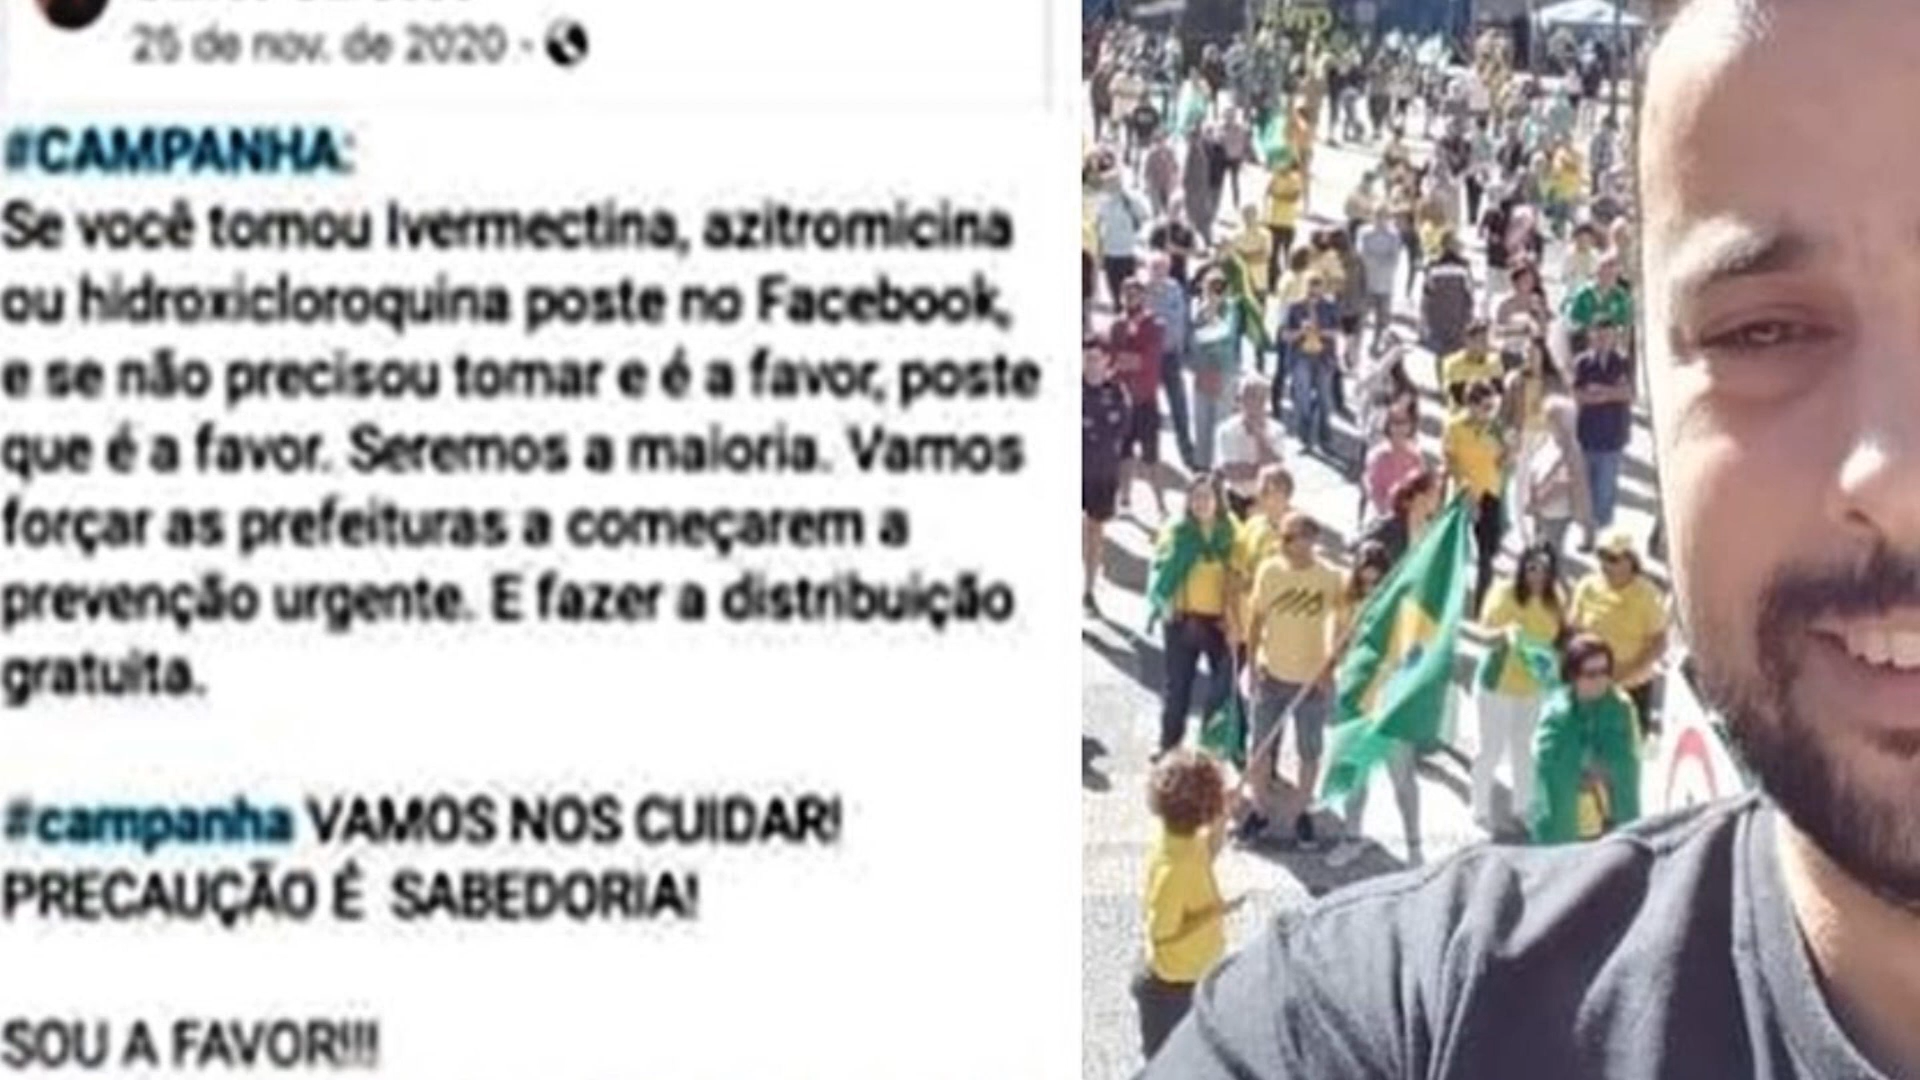 25 de nov. de 2020 ·
#CAMPANHA:
Se você tomou Ivermectina, azitromicina
ou hidroxicloroquina poste no Facebook,
e se não precisou tomar e é a favor, poste
que é a favor. Seremos a maioria. Vamos
forçar as prefeituras a começarem a
prevenção urgente. E fazer a distribuição
gratuita.
#campanha VAMOS NOS CUIDAR!
PRECAUÇÃO É SABEDORIA!
SOU A FAVOR!!!